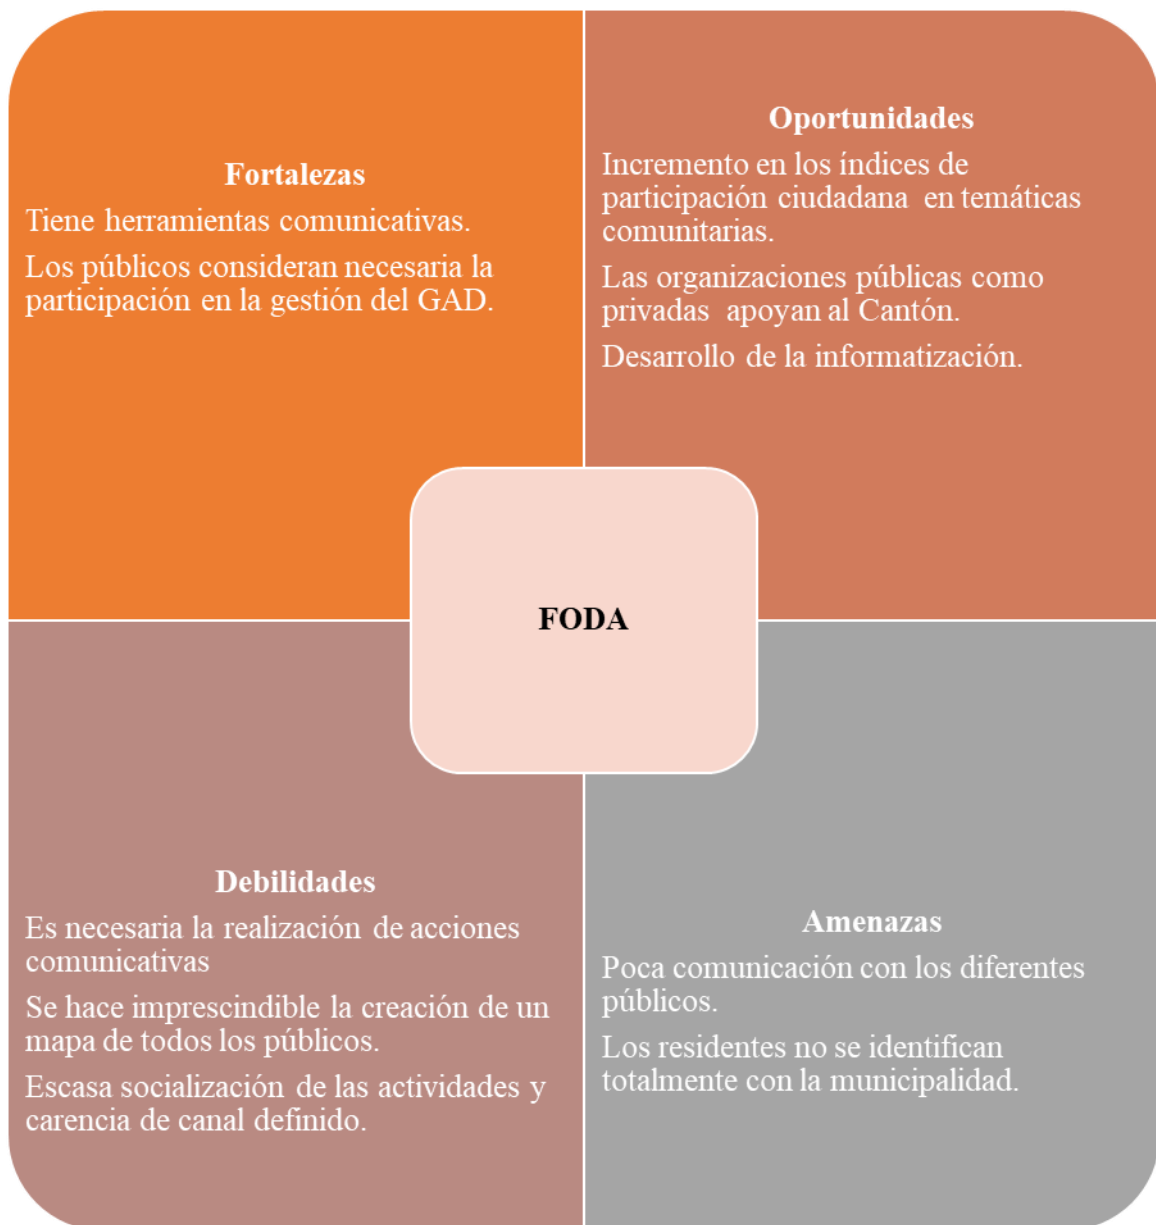 Fortalezas
Tiene herramientas comunicativas.
Los públicos consideran necesaria la
participación en la gestión del GAD.
Oportunidades
Incremento en los índices de
participación ciudadana  en temáticas
comunitarias.
Las organizaciones públicas como
privadas  apoyan al Cantón.
Desarrollo de la informatización.
FODA
Debilidades
Es necesaria la realización de acciones
comunicativas
Se hace imprescindible la creación de un
mapa de todos los públicos.
Escasa socialización de las actividades y
carencia de canal definido.
Amenazas
Poca comunicación con los diferentes
públicos.
Los residentes no se identifican
totalmente con la municipalidad.